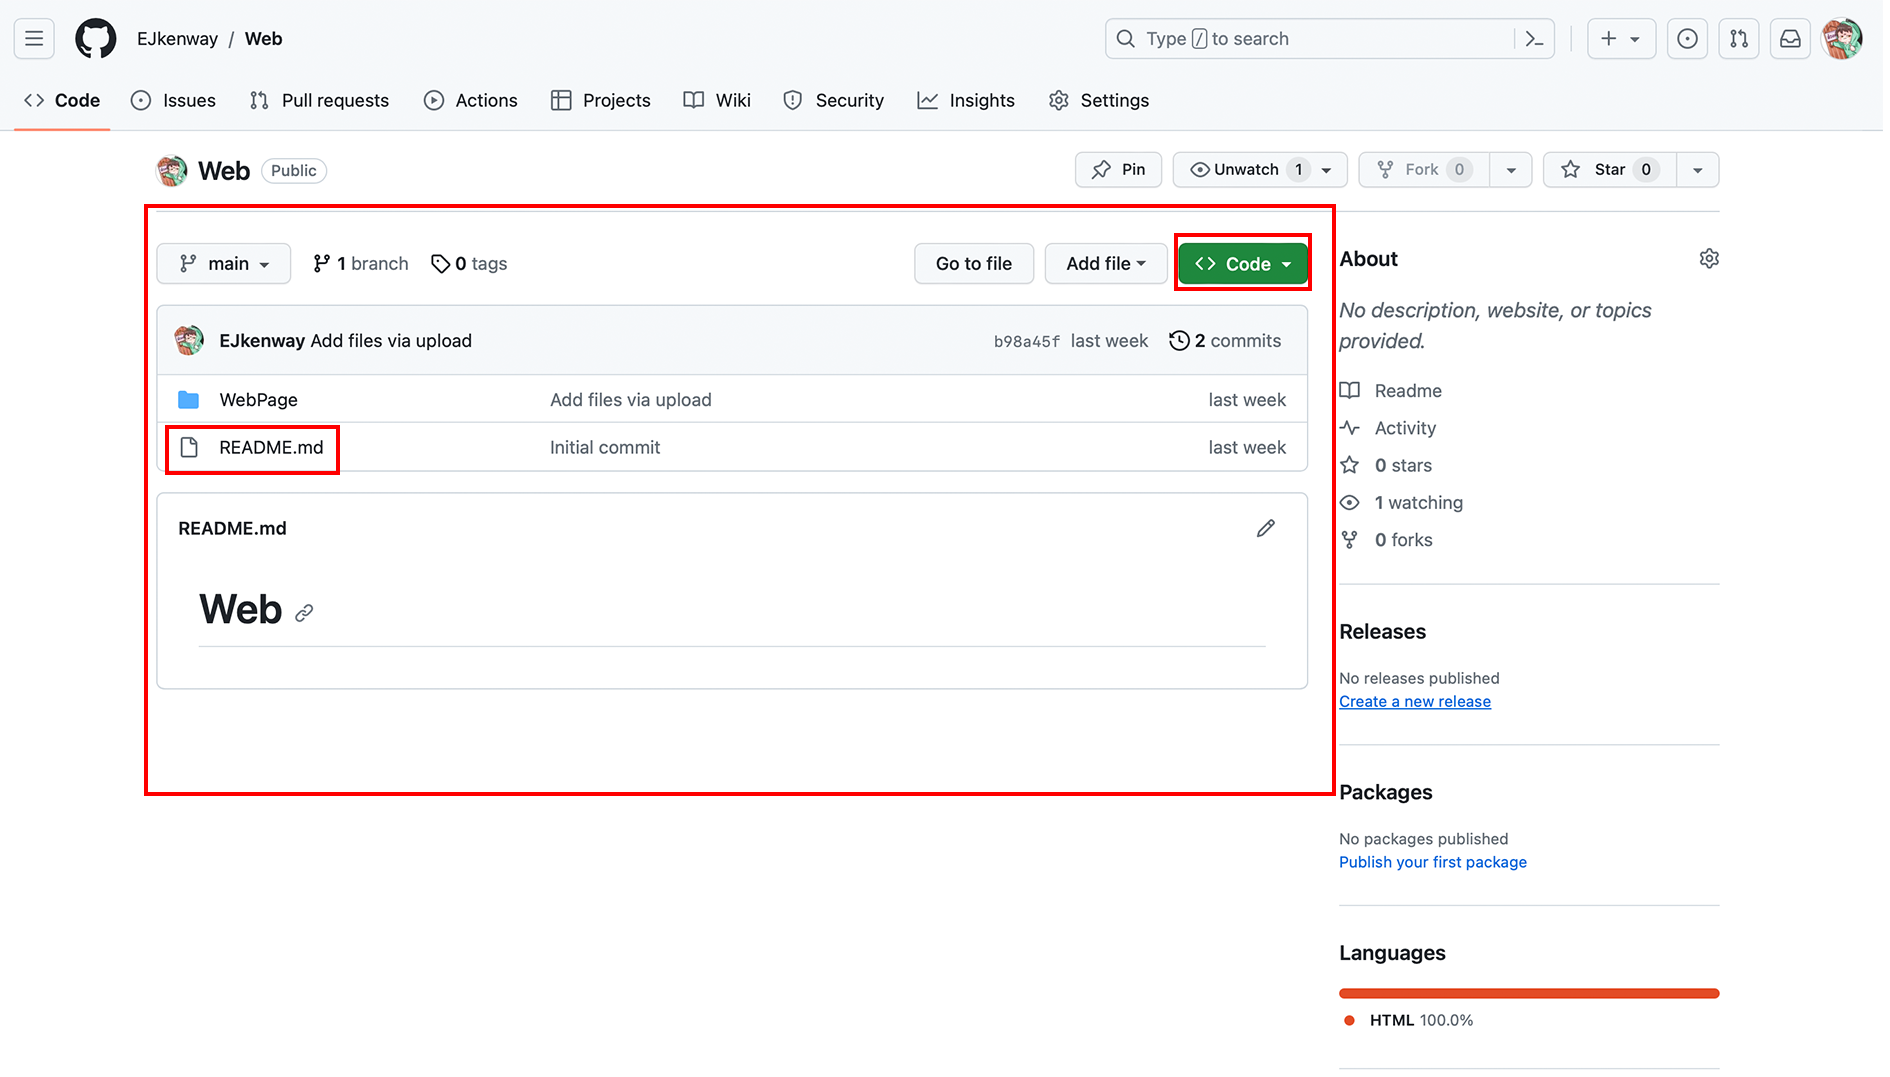 EJkenway / Web
Type / to search
Code Issues Pull requests Actions Projects Wiki Security Insights Settings
Web Public
Pin Unwatch 1 Fork 0 Star 0
main 1 branch 0 tags Go to file Add file Code
EJkenway Add files via upload b98a45f last week 2 commits
WebPage Add files via upload last week
README.md Initial commit last week
README.md
Web
About
No description, website, or topics
provided.
Readme
Activity
0 stars
1 watching
0 forks
Releases
No releases published
Create a new release
Packages
No packages published
Publish your first package
Languages
HTML 100.0%